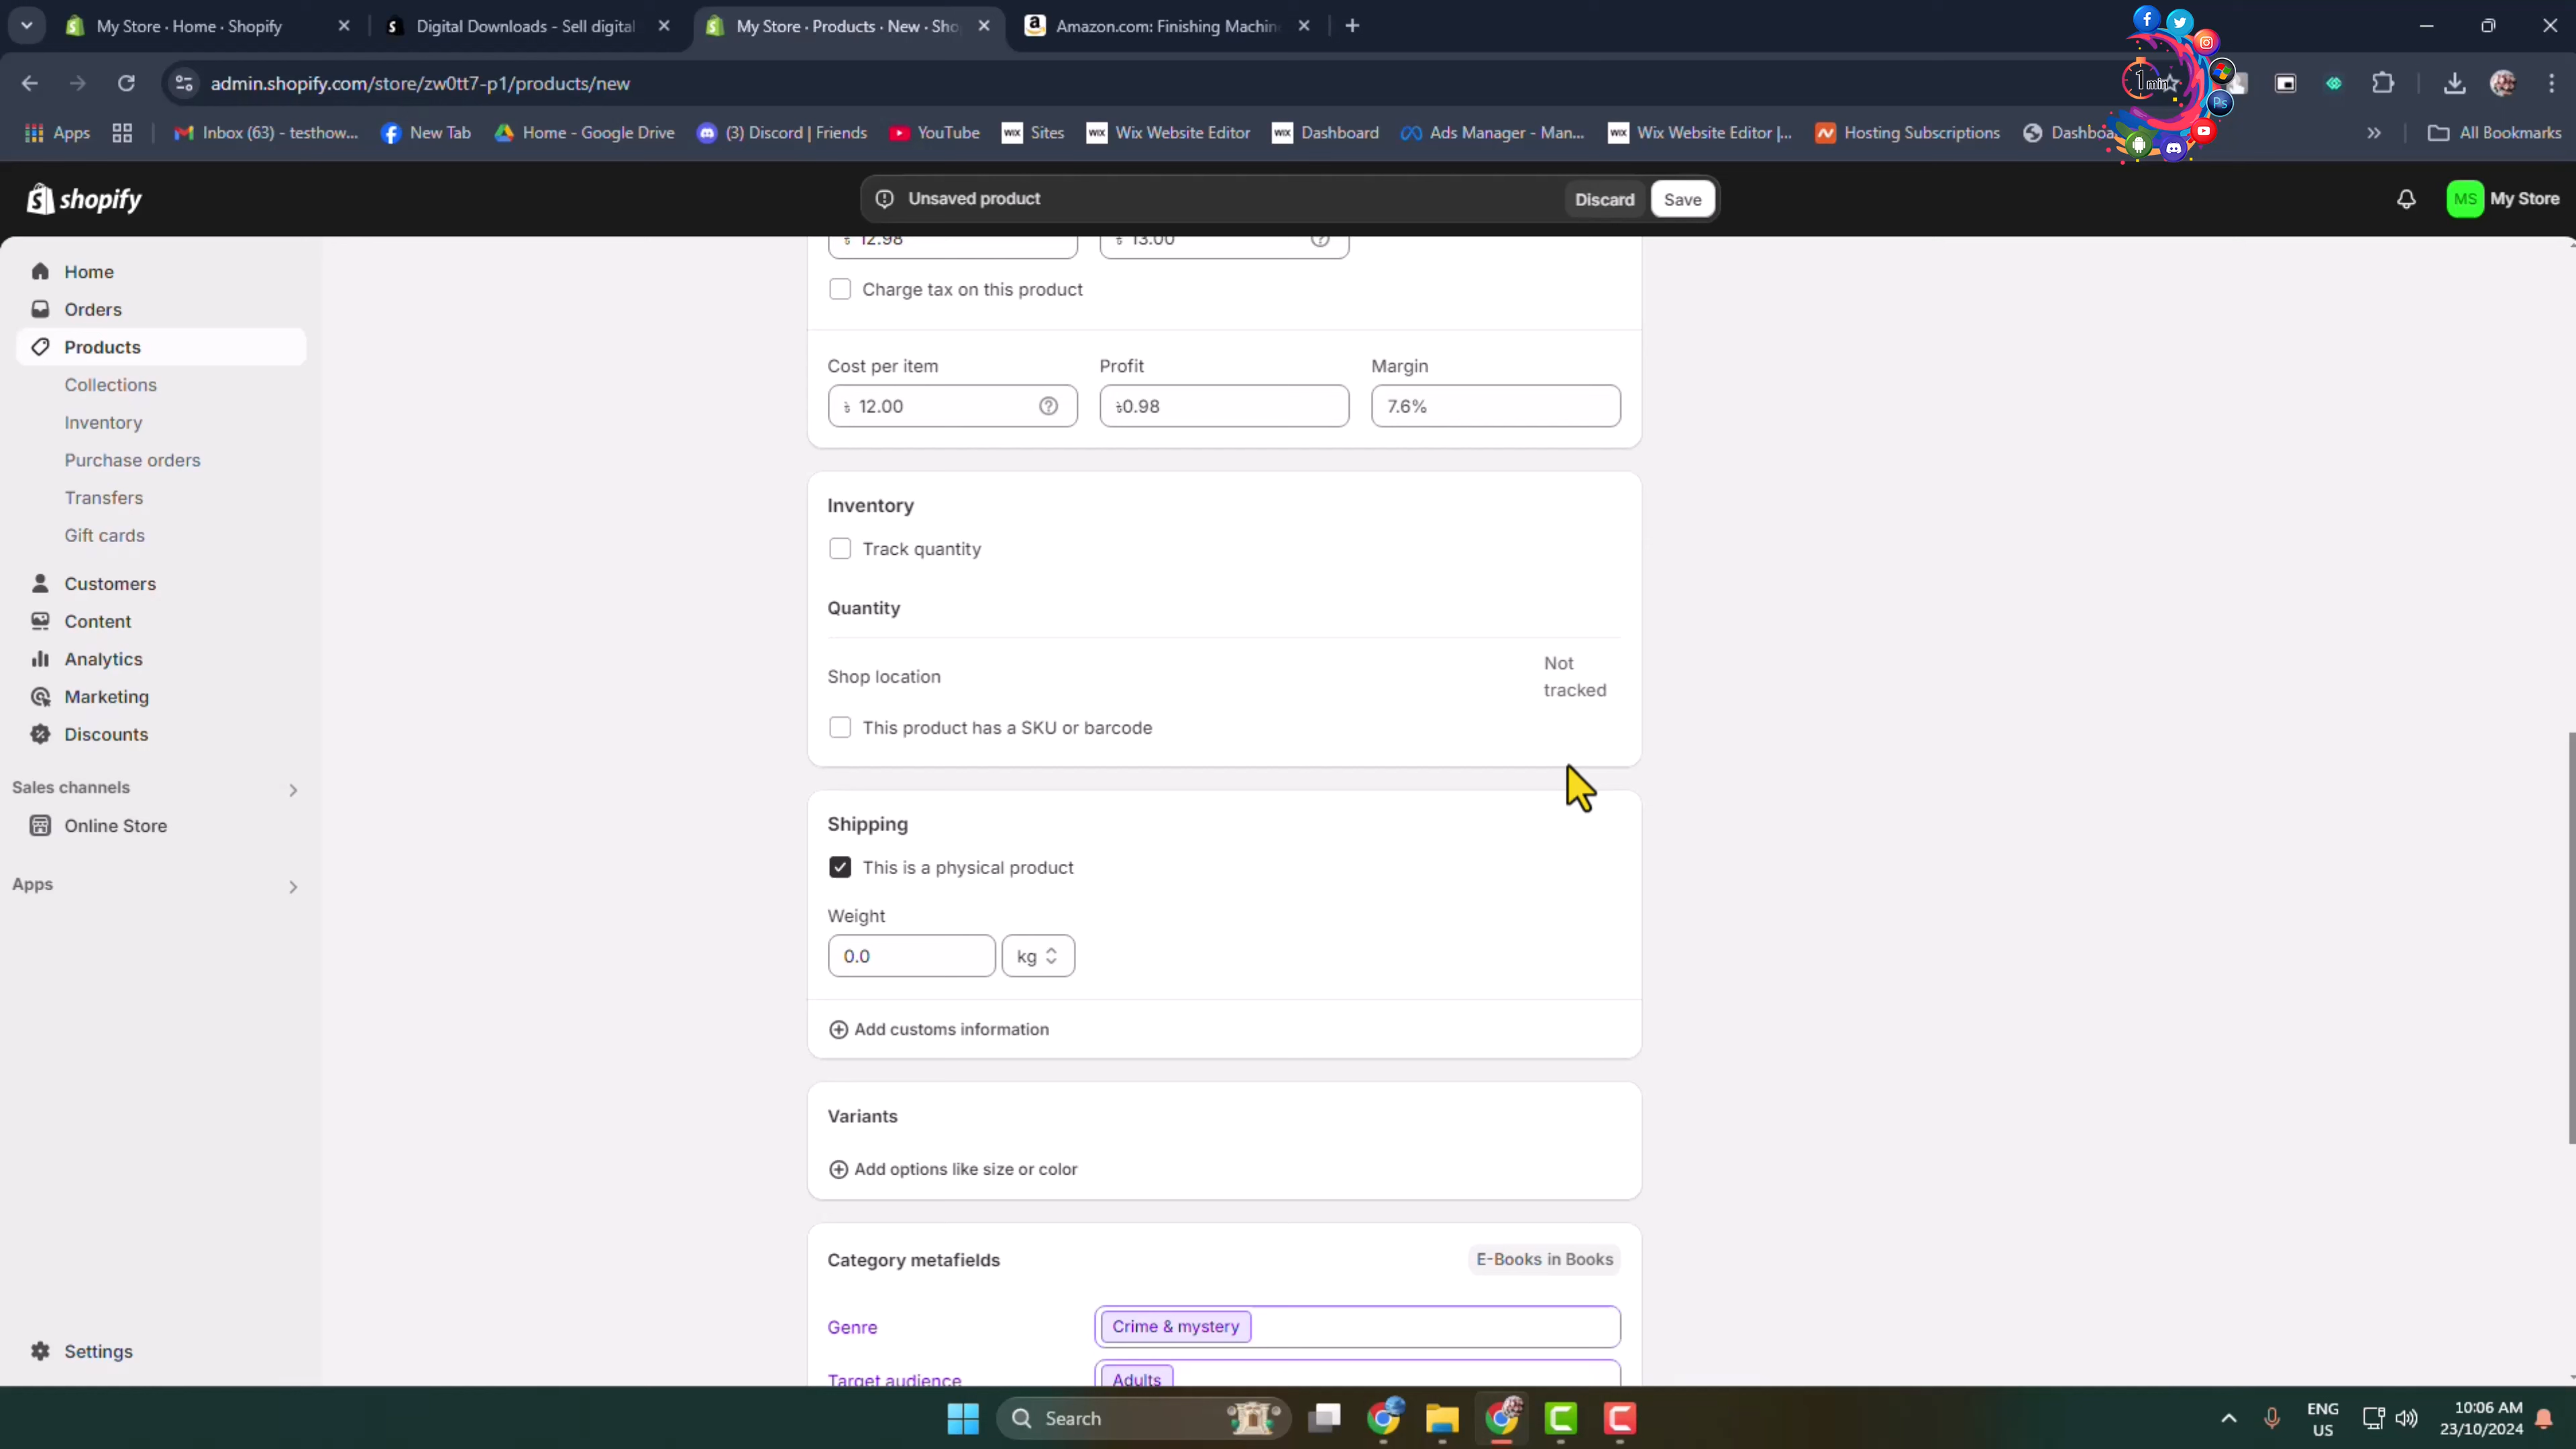 My Store · Home · Shopify
Digital Downloads - Sell digital
My Store · Products · New · Sho
Amazon.com: Finishing Machin
admin.shopify.com/store/zw0tt7-p1/products/new
1 min
Ps
Apps
Inbox (63) - testhow...
New Tab
Home - Google Drive
(3) Discord | Friends
YouTube
WIX Sites
WIX Wix Website Editor
WIX Dashboard
Ads Manager - Man...
WIX Wix Website Editor |...
Hosting Subscriptions
Dashboa
All Bookmarks
shopify
Unsaved product
Discard
Save
MS
My Store
Home
Orders
Products
Collections
Inventory
Purchase orders
Transfers
Gift cards
Customers
Content
Analytics
Marketing
Discounts
Sales channels
Online Store
Apps
Settings
৳ 12.98
৳ 13.00
Charge tax on this product
Cost per item
Profit
Margin
৳ 12.00
৳0.98
7.6%
Inventory
Track quantity
Quantity
Shop location
Not
tracked
This product has a SKU or barcode
Shipping
This is a physical product
Weight
0.0
kg
Add customs information
Variants
Add options like size or color
Category metafields
E-Books in Books
Genre
Crime & mystery
Target audience
Adults
Search
ENG
US
10:06 AM
23/10/2024